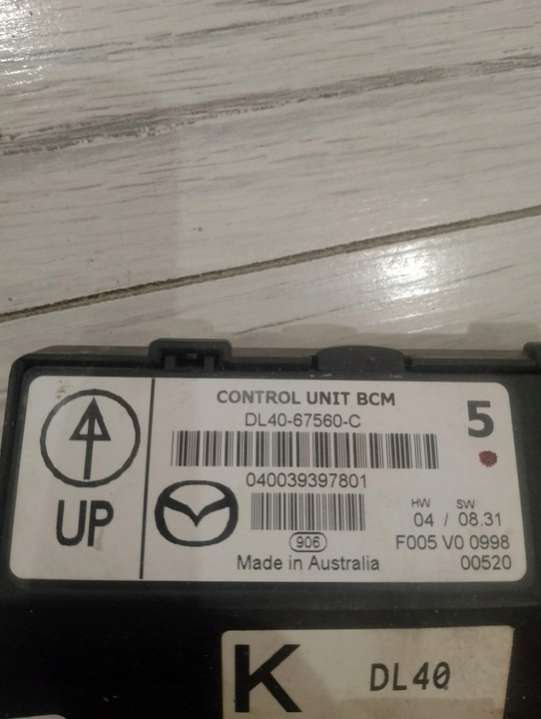 CONTROL UNIT BCM
DL40-67560-C
5
040039397801
HW SW
04 / 08.31
906
F005 V0 0998
Made in Australia
00520
UP
K DL40